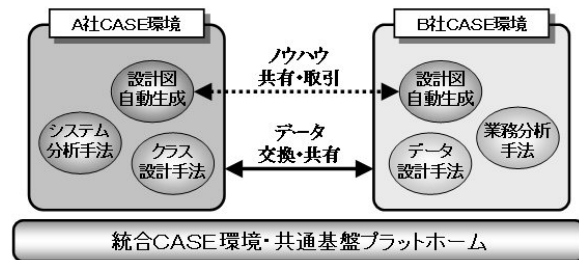 A社CASE環境
B社CASE環境
ノウハウ
共有・取引
設計図
自動生成
設計図
自動生成
システム
分析手法
クラス
設計手法
データ
交換・共有
データ
設計手法
業務分析
手法
統合CASE環境・共通基盤プラットホーム